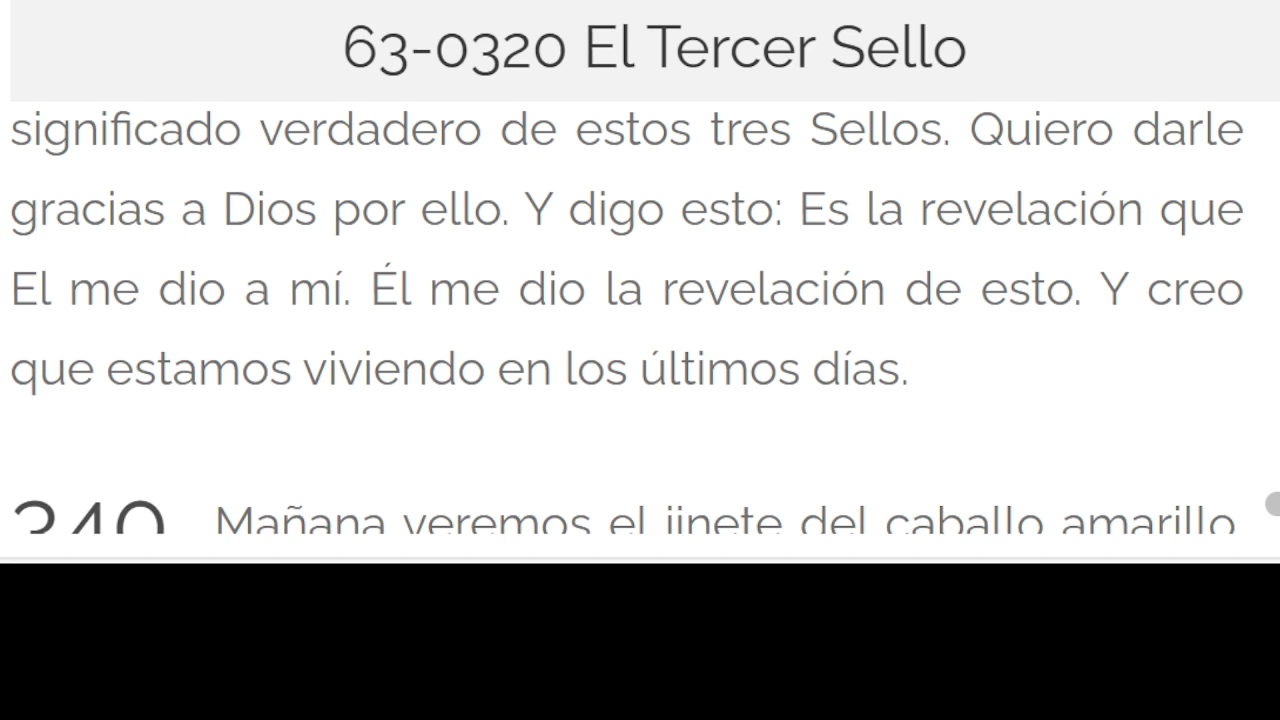 63-0320 El Tercer Sello
significado verdadero de estos tres Sellos. Quiero darle
gracias a Dios por ello. Y digo esto: Es la revelación que
El me dio a mí. Él me dio la revelación de esto. Y creo
que estamos viviendo en los últimos días.
340 Mañana veremos el jinete del caballo amarillo